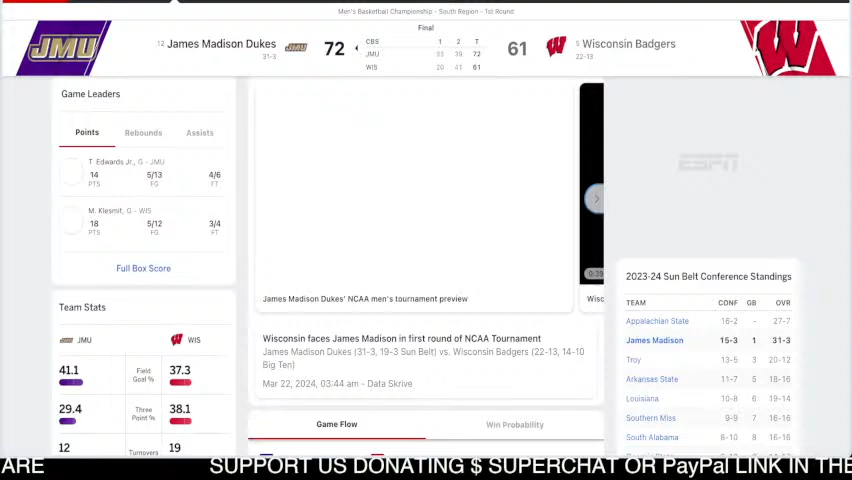 Men's Basketball Championship - South Region - 1st Round
JMU
12 James Madison Dukes
31-3
JMU
72
Final
CBS 1 2 T
JMU 33 39 72
WIS 20 41 61
61
5 Wisconsin Badgers
22-13
W
Game Leaders
Points Rebounds Assists
T Edwards Jr., G - JMU
14 5/13 4/6
PTS FG FT
M. Klesmit, G - WIS
18 5/12 3/4
PTS FG FT
Full Box Score
Team Stats
JMU WIS
41.1 Field Goal % 37.3
29.4 Three Point % 38.1
12 Turnovers 19
0:39
James Madison Dukes' NCAA men's tournament preview
Wisc
Wisconsin faces James Madison in first round of NCAA Tournament
James Madison Dukes (31-3, 19-3 Sun Belt) vs. Wisconsin Badgers (22-13, 14-10
Big Ten)
Mar 22, 2024, 03:44 am - Data Skrive
Game Flow Win Probability
ESPN
2023-24 Sun Belt Conference Standings
TEAM CONF GB OVR
Appalachian State 16-2 - 27-7
James Madison 15-3 1 31-3
Troy 13-5 3 20-12
Arkansas State 11-7 5 18-16
Louisiana 10-8 6 19-14
Southern Miss 9-9 7 16-16
South Alabama 8-10 8 16-16
ARE SUPPORT US DONATING $ SUPERCHAT OR PayPal LINK IN THE